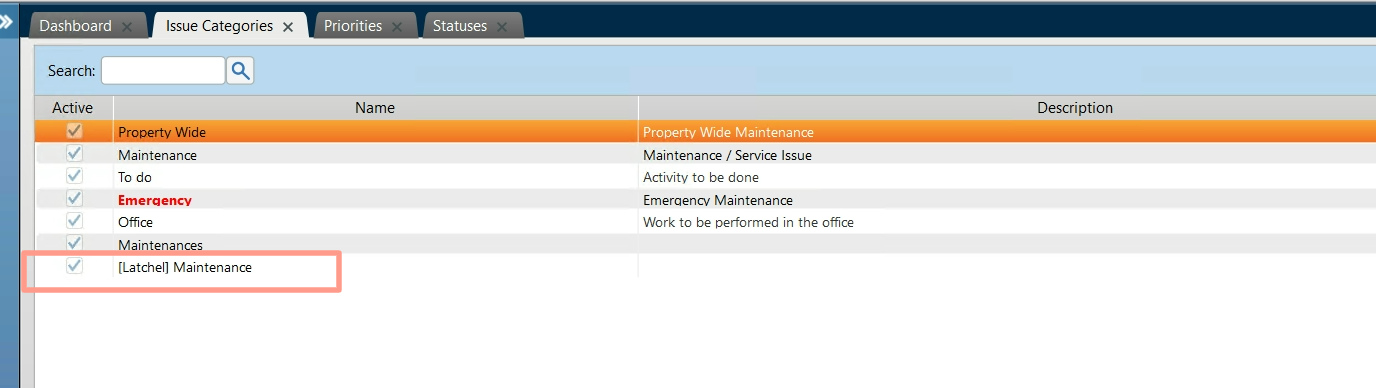 Dashboard Issue Categories Priorities Statuses
Search:
Active Name Description
Property Wide Property Wide Maintenance
Maintenance Maintenance / Service Issue
To do Activity to be done
Emergency Emergency Maintenance
Office Work to be performed in the office
Maintenances
[Latchel] Maintenance